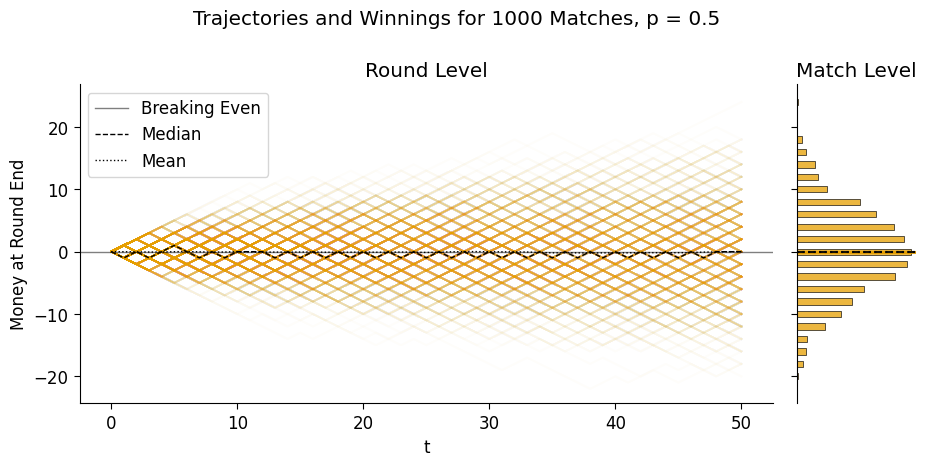 Trajectories and Winnings for 1000 Matches, p = 0.5
Round Level
Match Level
Breaking Even
Median
Mean
Money at Round End
20
10
0
−10
−20
0
10
20
30
40
50
t